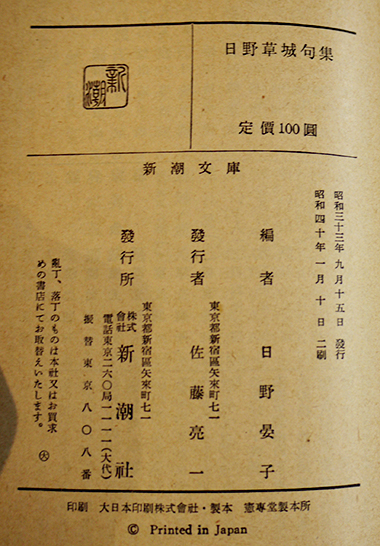 日野草城句集
定價100圓
新潮
新潮文庫
昭和三十三年九月十五日 發行
昭和四十年一月十日 二刷
編者 日野晏子
發行者 佐藤亮一
東京都新宿區矢來町七一
發行所 株式會社 新潮社
東京都新宿區矢來町七一
電話東京二六〇局一一一一(大代)
振替東京八〇八番
亂丁、落丁のものは本社又はお買求
めの書店にてお取替えいたします。
印刷 大日本印刷株式會社・製本 憲專堂製本所
© Printed in Japan